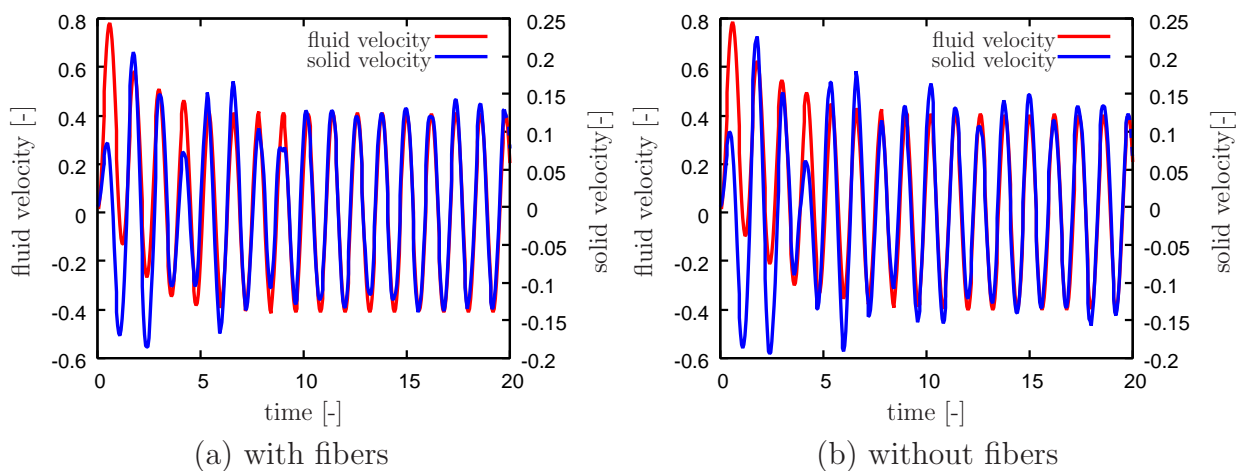 0.8
0.6
0.4
0.2
0
-0.2
-0.4
-0.6
fluid velocity [-]
0.25
0.2
0.15
0.1
0.05
0
-0.05
-0.1
-0.15
-0.2
solid velocity[-]
fluid velocity
solid velocity
0 5 10 15 20
time [-]
(a) with fibers
0.8
0.6
0.4
0.2
0
-0.2
-0.4
-0.6
fluid velocity [-]
0.25
0.2
0.15
0.1
0.05
0
-0.05
-0.1
-0.15
-0.2
solid velocity[-]
fluid velocity
solid velocity
0 5 10 15 20
time [-]
(b) without fibers